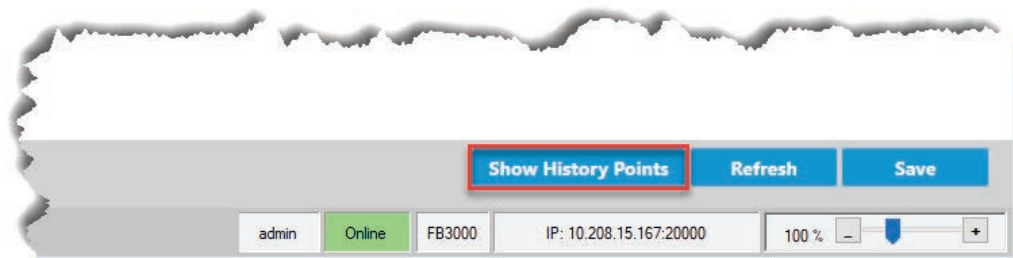 Show History Points Refresh Save
admin Online FB3000 IP: 10.208.15.167:20000 100 % - +